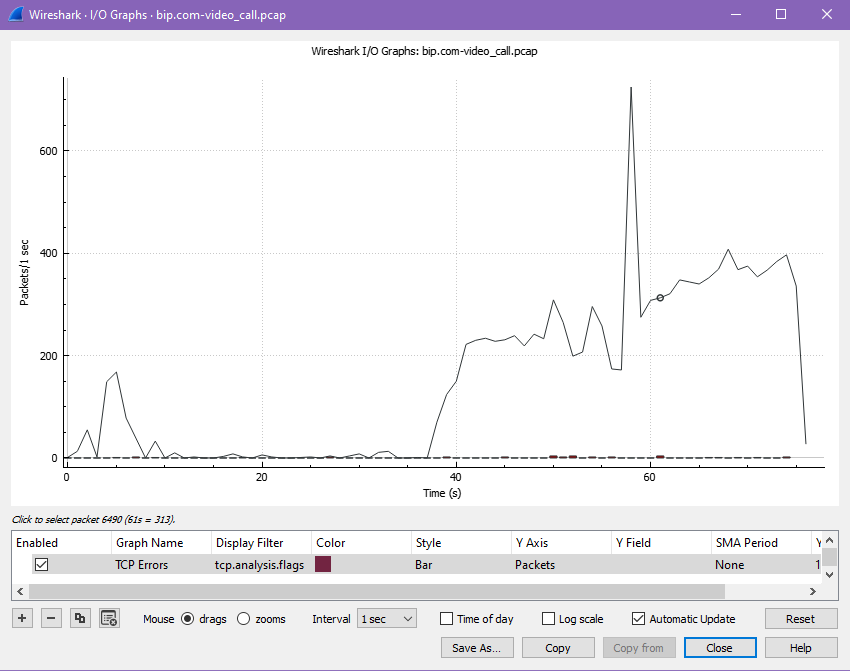 Wireshark · I/O Graphs · bip.com-video_call.pcap
Wireshark I/O Graphs: bip.com-video_call.pcap
600
400
200
0
Packets/1 sec
0 20 40 60
Time (s)
Click to select packet 6490 (61s = 313).
Enabled Graph Name Display Filter Color Style Y Axis Y Field SMA Period Y
TCP Errors tcp.analysis.flags Bar Packets None 1
Mouse drags zooms Interval 1 sec Time of day Log scale Automatic Update Reset
Save As... Copy Copy from Close Help